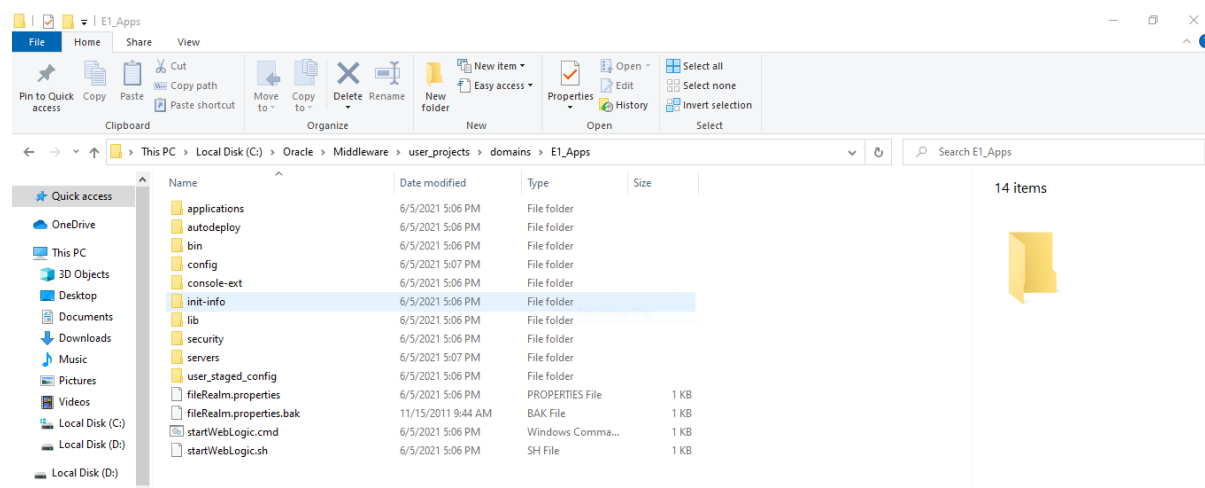 E1_Apps
File Home Share View
Pin to Quick access
Copy
Paste
Cut
Copy path
Paste shortcut
Clipboard
Move to
Copy to
Delete
Rename
Organize
New folder
New item
Easy access
New
Properties
Open
Edit
History
Open
Select all
Select none
Invert selection
Select
This PC > Local Disk (C:) > Oracle > Middleware > user_projects > domains > E1_Apps
Search E1_Apps
Quick access
OneDrive
This PC
3D Objects
Desktop
Documents
Downloads
Music
Pictures
Videos
Local Disk (C:)
Local Disk (D:)
Local Disk (D:)
Name Date modified Type Size
applications 6/5/2021 5:06 PM File folder
autodeploy 6/5/2021 5:06 PM File folder
bin 6/5/2021 5:06 PM File folder
config 6/5/2021 5:07 PM File folder
console-ext 6/5/2021 5:06 PM File folder
init-info 6/5/2021 5:06 PM File folder
lib 6/5/2021 5:06 PM File folder
security 6/5/2021 5:06 PM File folder
servers 6/5/2021 5:07 PM File folder
user_staged_config 6/5/2021 5:06 PM File folder
fileRealm.properties 6/5/2021 5:06 PM PROPERTIES File 1 KB
fileRealm.properties.bak 11/15/2011 9:44 AM BAK File 1 KB
startWebLogic.cmd 6/5/2021 5:06 PM Windows Comma... 1 KB
startWebLogic.sh 6/5/2021 5:06 PM SH File 1 KB
14 items